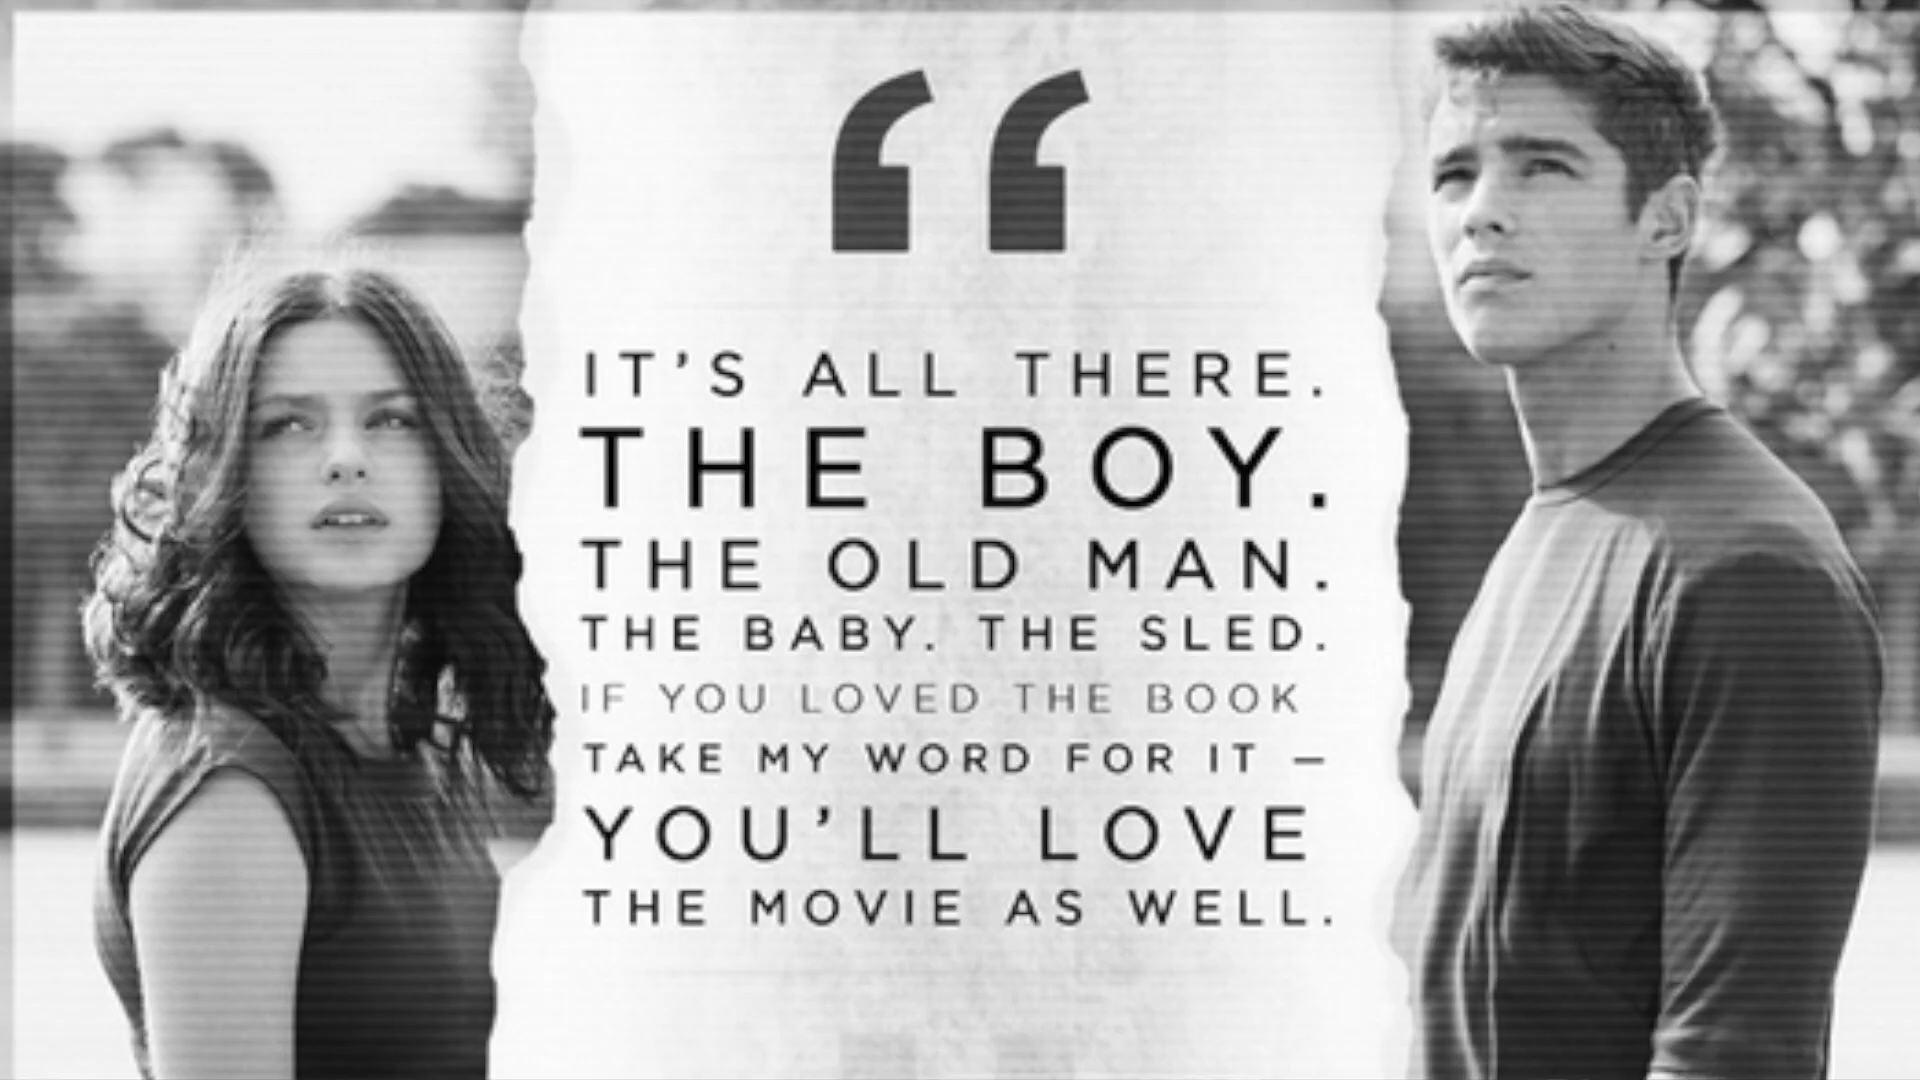 “
IT’S ALL THERE.
THE BOY.
THE OLD MAN.
THE BABY. THE SLED.
IF YOU LOVED THE BOOK
TAKE MY WORD FOR IT –
YOU’LL LOVE
THE MOVIE AS WELL.